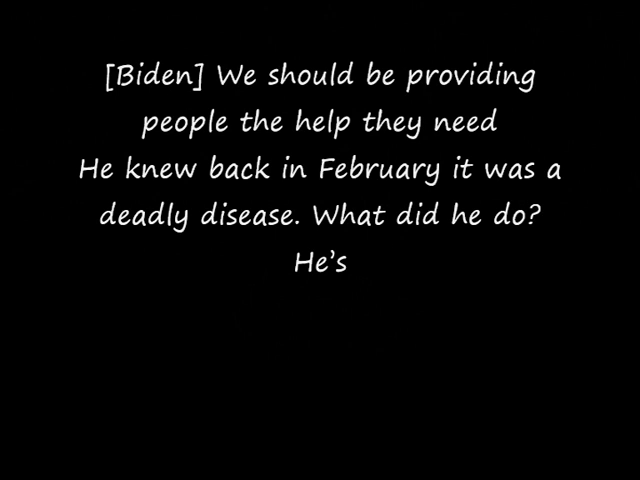 [Biden] We should be providing
people the help they need
He knew back in February it was a
deadly disease. What did he do?
He's